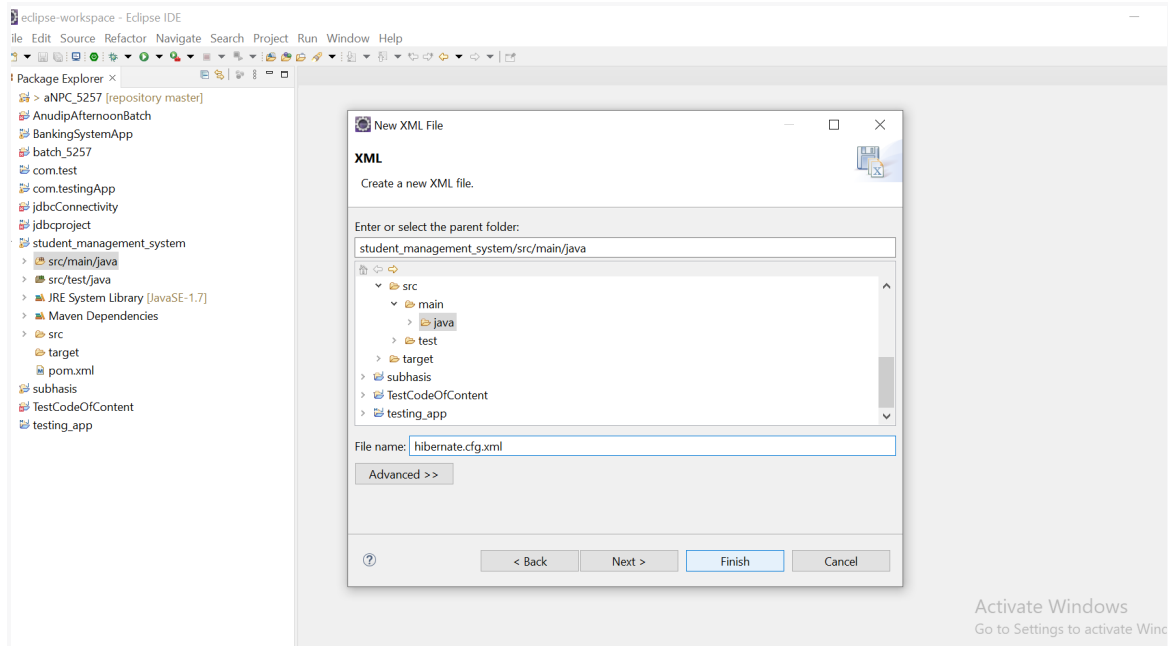 eclipse-workspace - Eclipse IDE
ile Edit Source Refactor Navigate Search Project Run Window Help
Package Explorer
> aNPC_5257 [repository master]
AnudipAfternoonBatch
BankingSystemApp
batch_5257
com.test
com.testingApp
jdbcConnectivity
jdbcproject
student_management_system
src/main/java
src/test/java
JRE System Library [JavaSE-1.7]
Maven Dependencies
src
target
pom.xml
subhasis
TestCodeOfContent
testing_app
New XML File
XML
Create a new XML file.
Enter or select the parent folder:
student_management_system/src/main/java
src
main
java
test
target
subhasis
TestCodeOfContent
testing_app
File name: hibernate.cfg.xml
Advanced >>
< Back Next > Finish Cancel
Activate Windows
Go to Settings to activate Winc